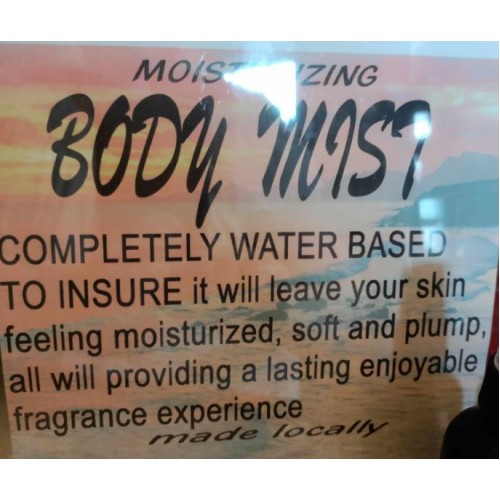 MOISTURIZING
BODY MIST
COMPLETELY WATER BASED
TO INSURE it will leave your skin
feeling moisturized, soft and plump,
all will providing a lasting enjoyable
fragrance experience
made locally